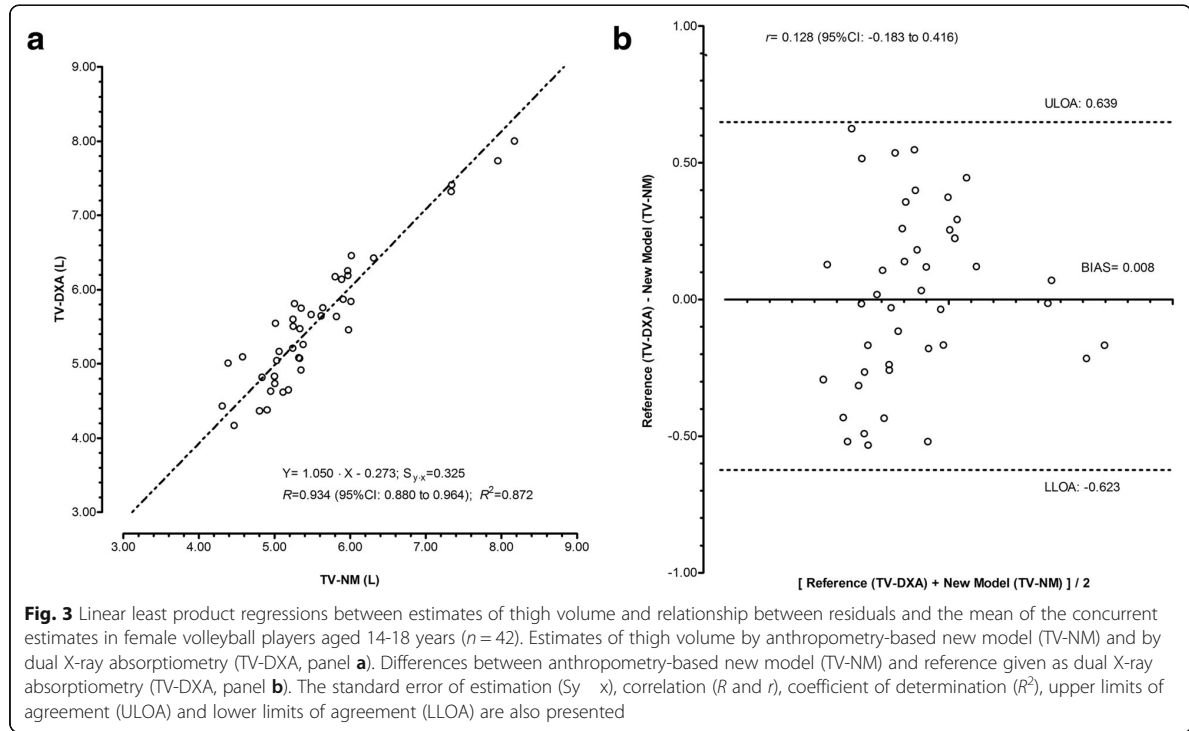 a
9.00
8.00
7.00
6.00
5.00
4.00
3.00
TV-DXA (L)
Y= 1.050 · X - 0.273; Sy·x=0.325
R=0.934 (95%CI: 0.880 to 0.964); R²=0.872
3.00 4.00 5.00 6.00 7.00 8.00 9.00
TV-NM (L)
b
r= 0.128 (95%CI: -0.183 to 0.416)
1.00
0.50
0.00
-0.50
-1.00
Reference (TV-DXA) - New Model (TV-NM)
ULOA: 0.639
BIAS= 0.008
LLOA: -0.623
[ Reference (TV-DXA) + New Model (TV-NM) ] / 2
Fig. 3 Linear least product regressions between estimates of thigh volume and relationship between residuals and the mean of the concurrent
estimates in female volleyball players aged 14-18 years (n = 42). Estimates of thigh volume by anthropometry-based new model (TV-NM) and by
dual X-ray absorptiometry (TV-DXA, panel a). Differences between anthropometry-based new model (TV-NM) and reference given as dual X-ray
absorptiometry (TV-DXA, panel b). The standard error of estimation (Sy x), correlation (R and r), coefficient of determination (R²), upper limits of
agreement (ULOA) and lower limits of agreement (LLOA) are also presented